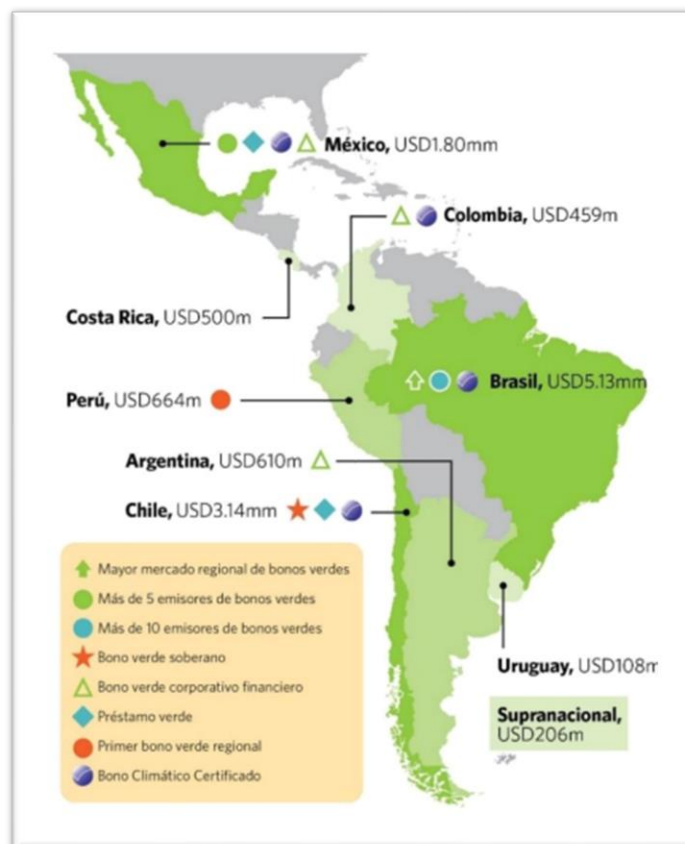 México, USD1.80mm
Colombia, USD459m
Costa Rica, USD500m
Brasil, USD5.13mm
Perú, USD664m
Argentina, USD610m
Chile, USD3.14mm
Mayor mercado regional de bonos verdes
Más de 5 emisores de bonos verdes
Más de 10 emisores de bonos verdes
Bono verde soberano
Bono verde corporativo financiero
Préstamo verde
Primer bono verde regional
Bono Climático Certificado
Uruguay, USD108m
Supranacional,
USD206m